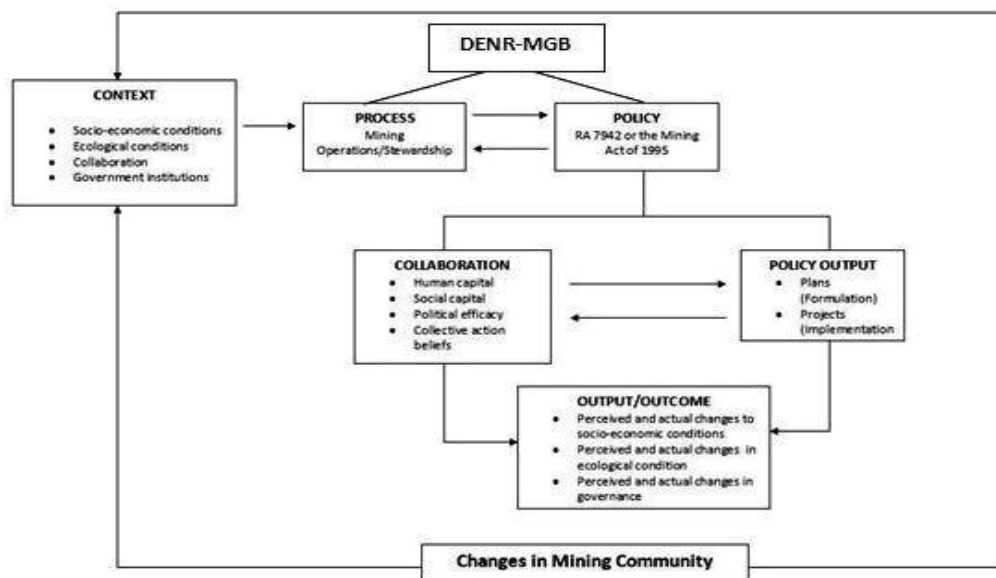 DENR-MGB
CONTEXT
• Socio-economic conditions
• Ecological conditions
• Collaboration
• Government institutions
PROCESS
Mining
Operations/Stewardship
POLICY
RA 7942 or the Mining
Act of 1995
COLLABORATION
• Human capital
• Social capital
• Political efficacy
• Collective action
beliefs
POLICY OUTPUT
• Plans
(Formulation)
• Projects
(Implementation
OUTPUT/OUTCOME
• Perceived and actual changes to
socio-economic conditions
• Perceived and actual changes in
ecological condition
• Perceived and actual changes in
governance
Changes in Mining Community